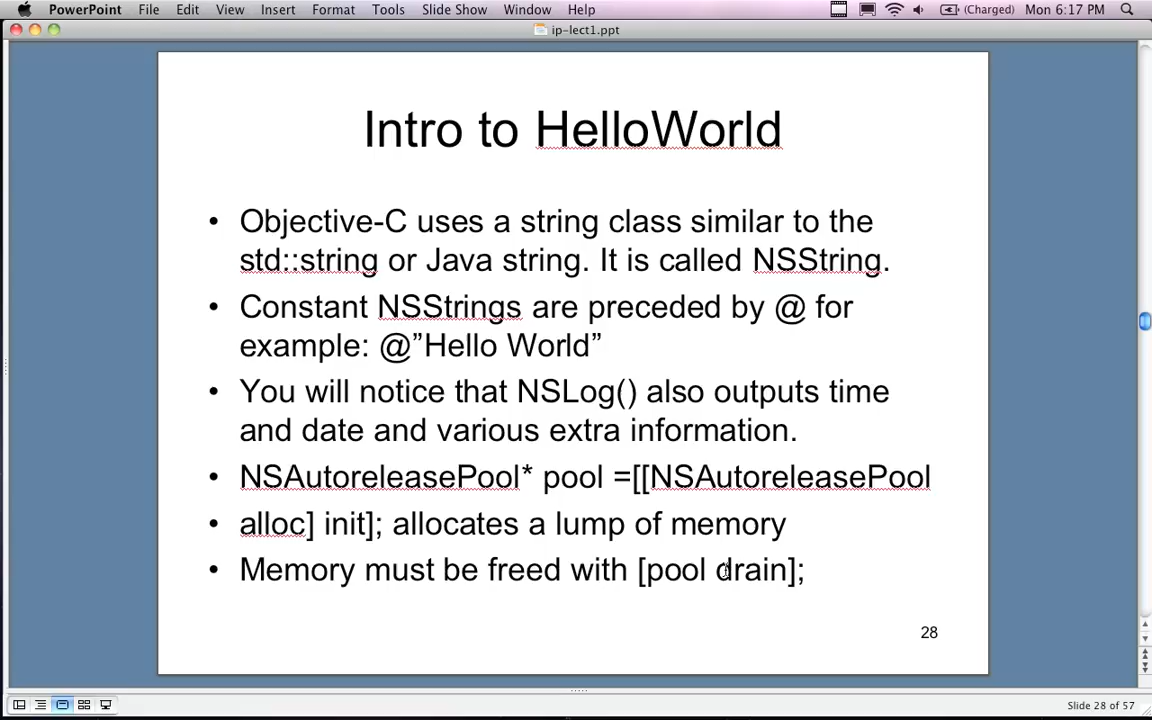 PowerPoint File Edit View Insert Format Tools Slide Show Window Help (Charged) Mon 6:17 PM
ip-lect1.ppt
Intro to HelloWorld
• Objective-C uses a string class similar to the
std::string or Java string. It is called NSString.
• Constant NSStrings are preceded by @ for
example: @”Hello World”
• You will notice that NSLog() also outputs time
and date and various extra information.
• NSAutoreleasePool* pool =[[NSAutoreleasePool
• alloc] init]; allocates a lump of memory
• Memory must be freed with [pool drain];
28
Slide 28 of 57